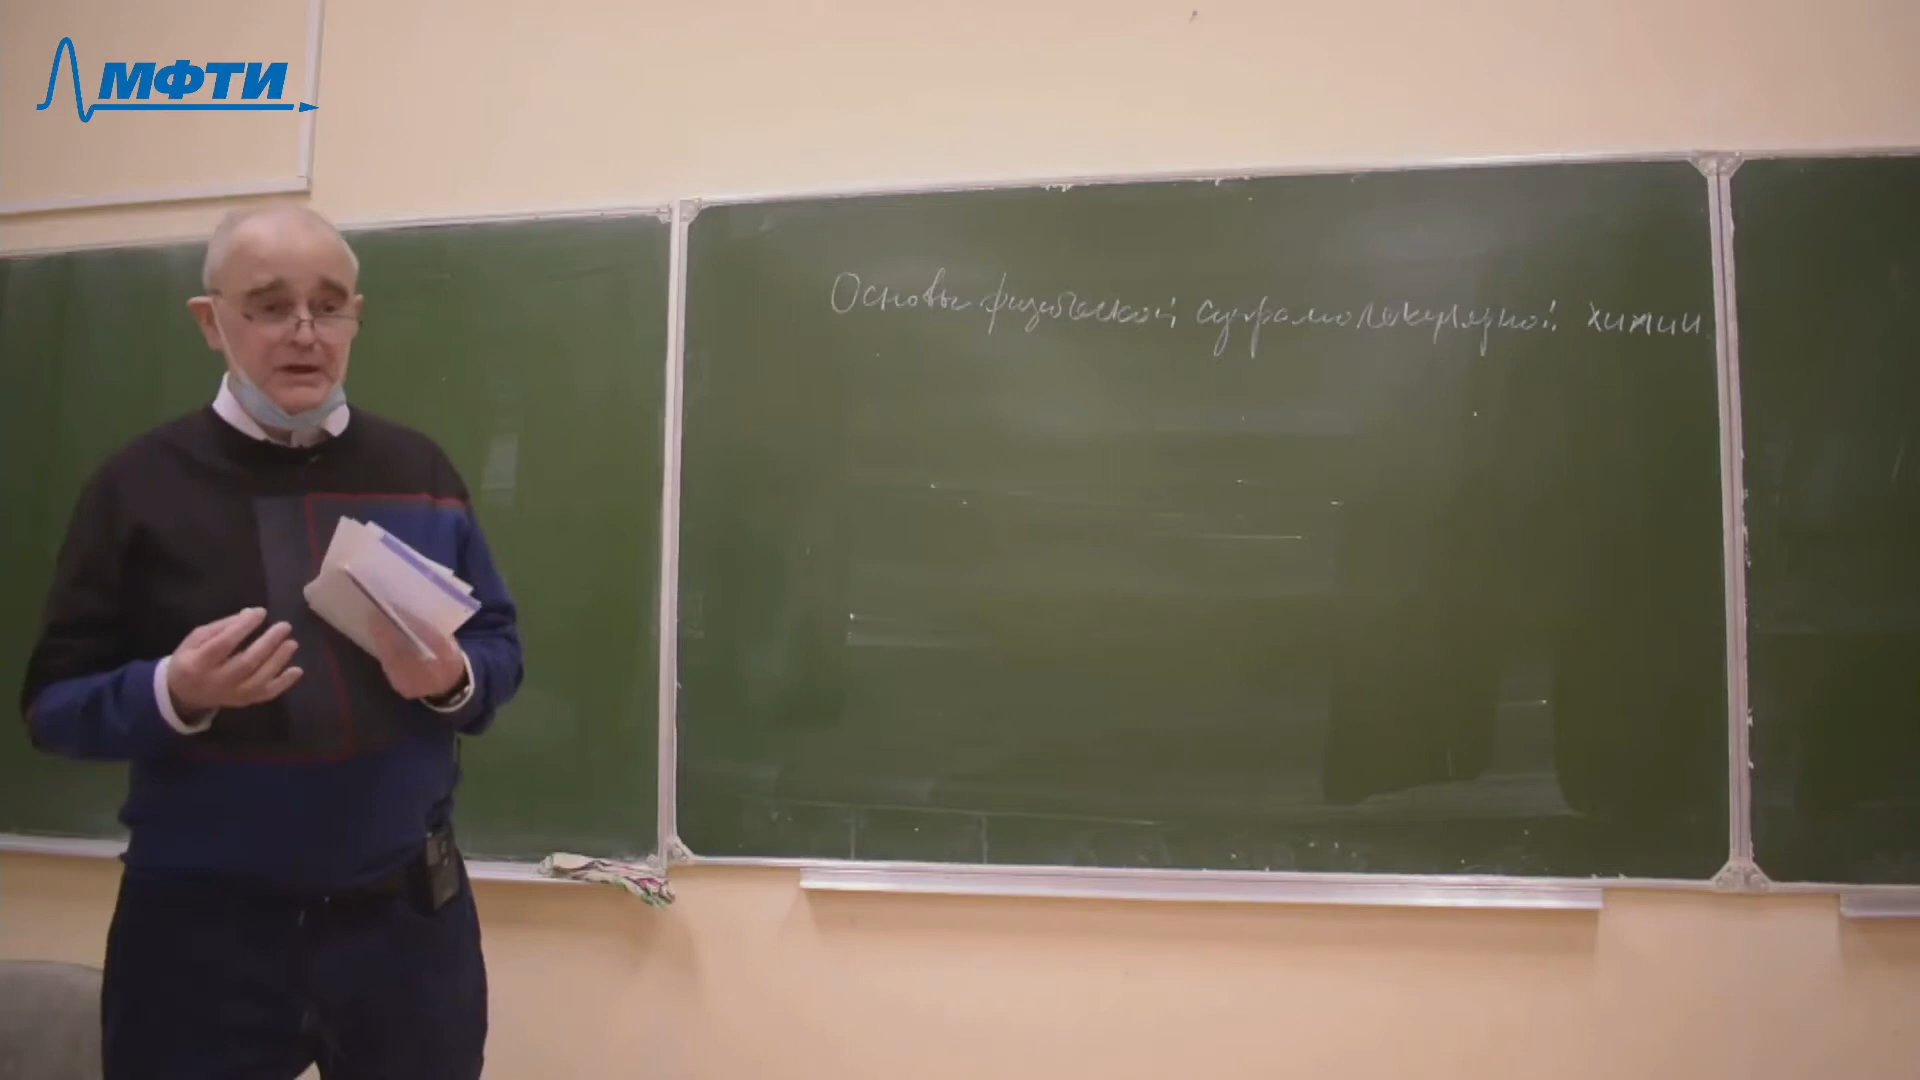 МФТИ
Основы физической супрамолекулярной химии